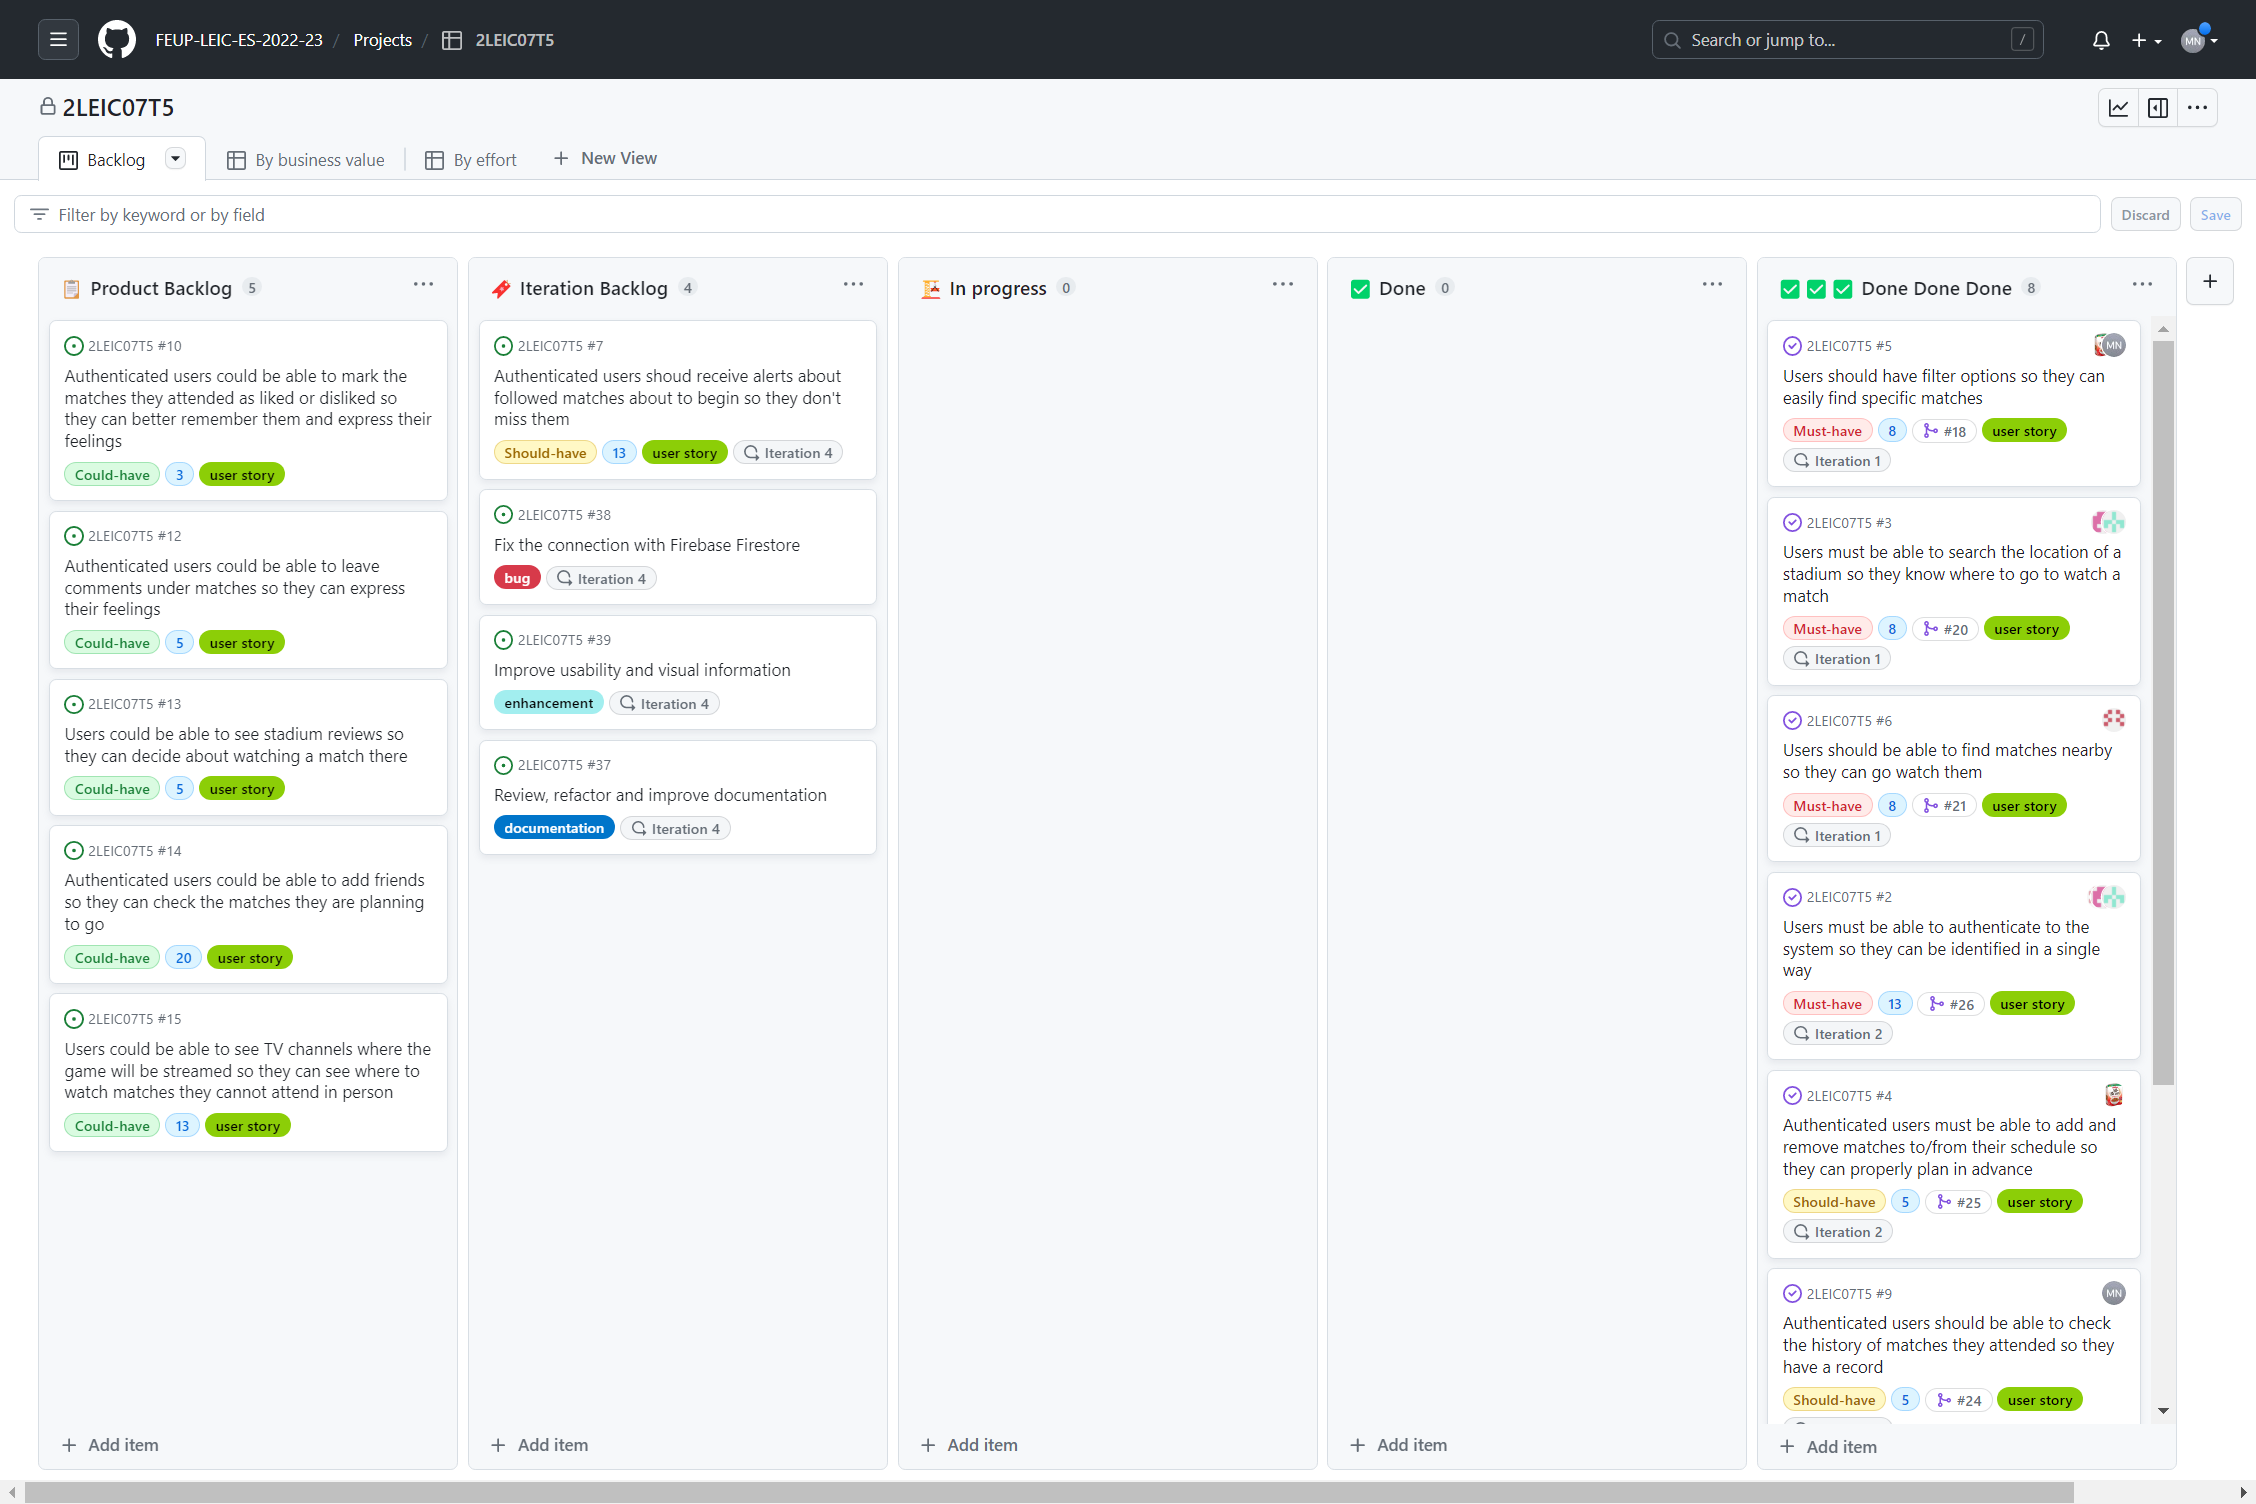 FEUP-LEIC-ES-2022-23 / Projects / 2LEIC07T5
Search or jump to... /
MN
2LEIC07T5
Backlog
By business value
By effort
New View
Filter by keyword or by field
Discard
Save
Product Backlog 5
2LEIC07T5 #10
Authenticated users could be able to mark the
matches they attended as liked or disliked so
they can better remember them and express their
feelings
Could-have 3 user story
2LEIC07T5 #12
Authenticated users could be able to leave
comments under matches so they can express
their feelings
Could-have 5 user story
2LEIC07T5 #13
Users could be able to see stadium reviews so
they can decide about watching a match there
Could-have 5 user story
2LEIC07T5 #14
Authenticated users could be able to add friends
so they can check the matches they are planning
to go
Could-have 20 user story
2LEIC07T5 #15
Users could be able to see TV channels where the
game will be streamed so they can see where to
watch matches they cannot attend in person
Could-have 13 user story
Add item
Iteration Backlog 4
2LEIC07T5 #7
Authenticated users shoud receive alerts about
followed matches about to begin so they don't
miss them
Should-have 13 user story Iteration 4
2LEIC07T5 #38
Fix the connection with Firebase Firestore
bug Iteration 4
2LEIC07T5 #39
Improve usability and visual information
enhancement Iteration 4
2LEIC07T5 #37
Review, refactor and improve documentation
documentation Iteration 4
Add item
In progress 0
Add item
Done 0
Add item
Done Done Done 8
2LEIC07T5 #5 MN
Users should have filter options so they can
easily find specific matches
Must-have 8 #18 user story
Iteration 1
2LEIC07T5 #3
Users must be able to search the location of a
stadium so they know where to go to watch a
match
Must-have 8 #20 user story
Iteration 1
2LEIC07T5 #6
Users should be able to find matches nearby
so they can go watch them
Must-have 8 #21 user story
Iteration 1
2LEIC07T5 #2
Users must be able to authenticate to the
system so they can be identified in a single
way
Must-have 13 #26 user story
Iteration 2
2LEIC07T5 #4
Authenticated users must be able to add and
remove matches to/from their schedule so
they can properly plan in advance
Should-have 5 #25 user story
Iteration 2
2LEIC07T5 #9 MN
Authenticated users should be able to check
the history of matches they attended so they
have a record
Should-have 5 #24 user story
Add item